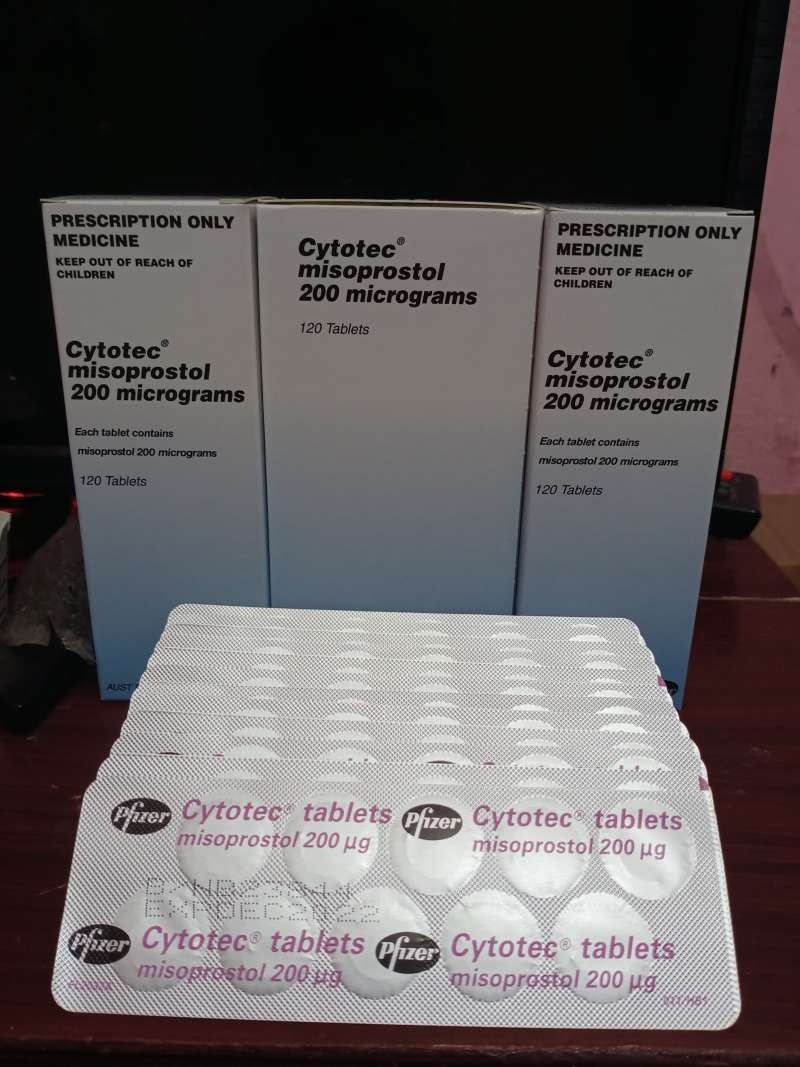 PRESCRIPTION ONLY
MEDICINE
KEEP OUT OF REACH OF
CHILDREN
Cytotec®
misoprostol
200 micrograms
Each tablet contains
misoprostol 200 micrograms
120 Tablets
AUST
Cytotec®
misoprostol
200 micrograms
120 Tablets
PRESCRIPTION ONLY
MEDICINE
KEEP OUT OF REACH OF
CHILDREN
Cytotec®
misoprostol
200 micrograms
Each tablet contains
misoprostol 200 micrograms
120 Tablets
Pfizer Cytotec® tablets Pfizer Cytotec® tablets
misoprostol 200 µg misoprostol 200 µg
EXPDEC2022
Pfizer Cytotec® tablets Pfizer Cytotec® tablets
misoprostol 200 µg misoprostol 200 µg